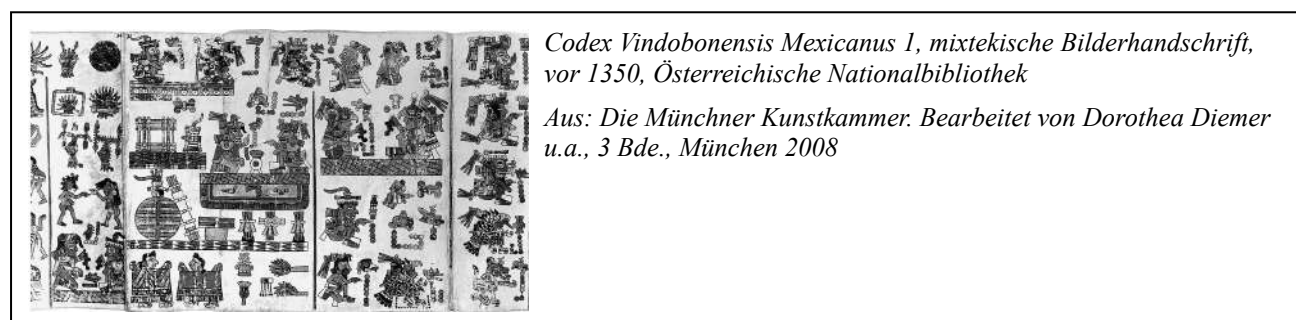 Codex Vindobonensis Mexicanus 1, mixtekische Bilderhandschrift,
vor 1350, Österreichische Nationalbibliothek
Aus: Die Münchner Kunstkammer. Bearbeitet von Dorothea Diemer
u.a., 3 Bde., München 2008